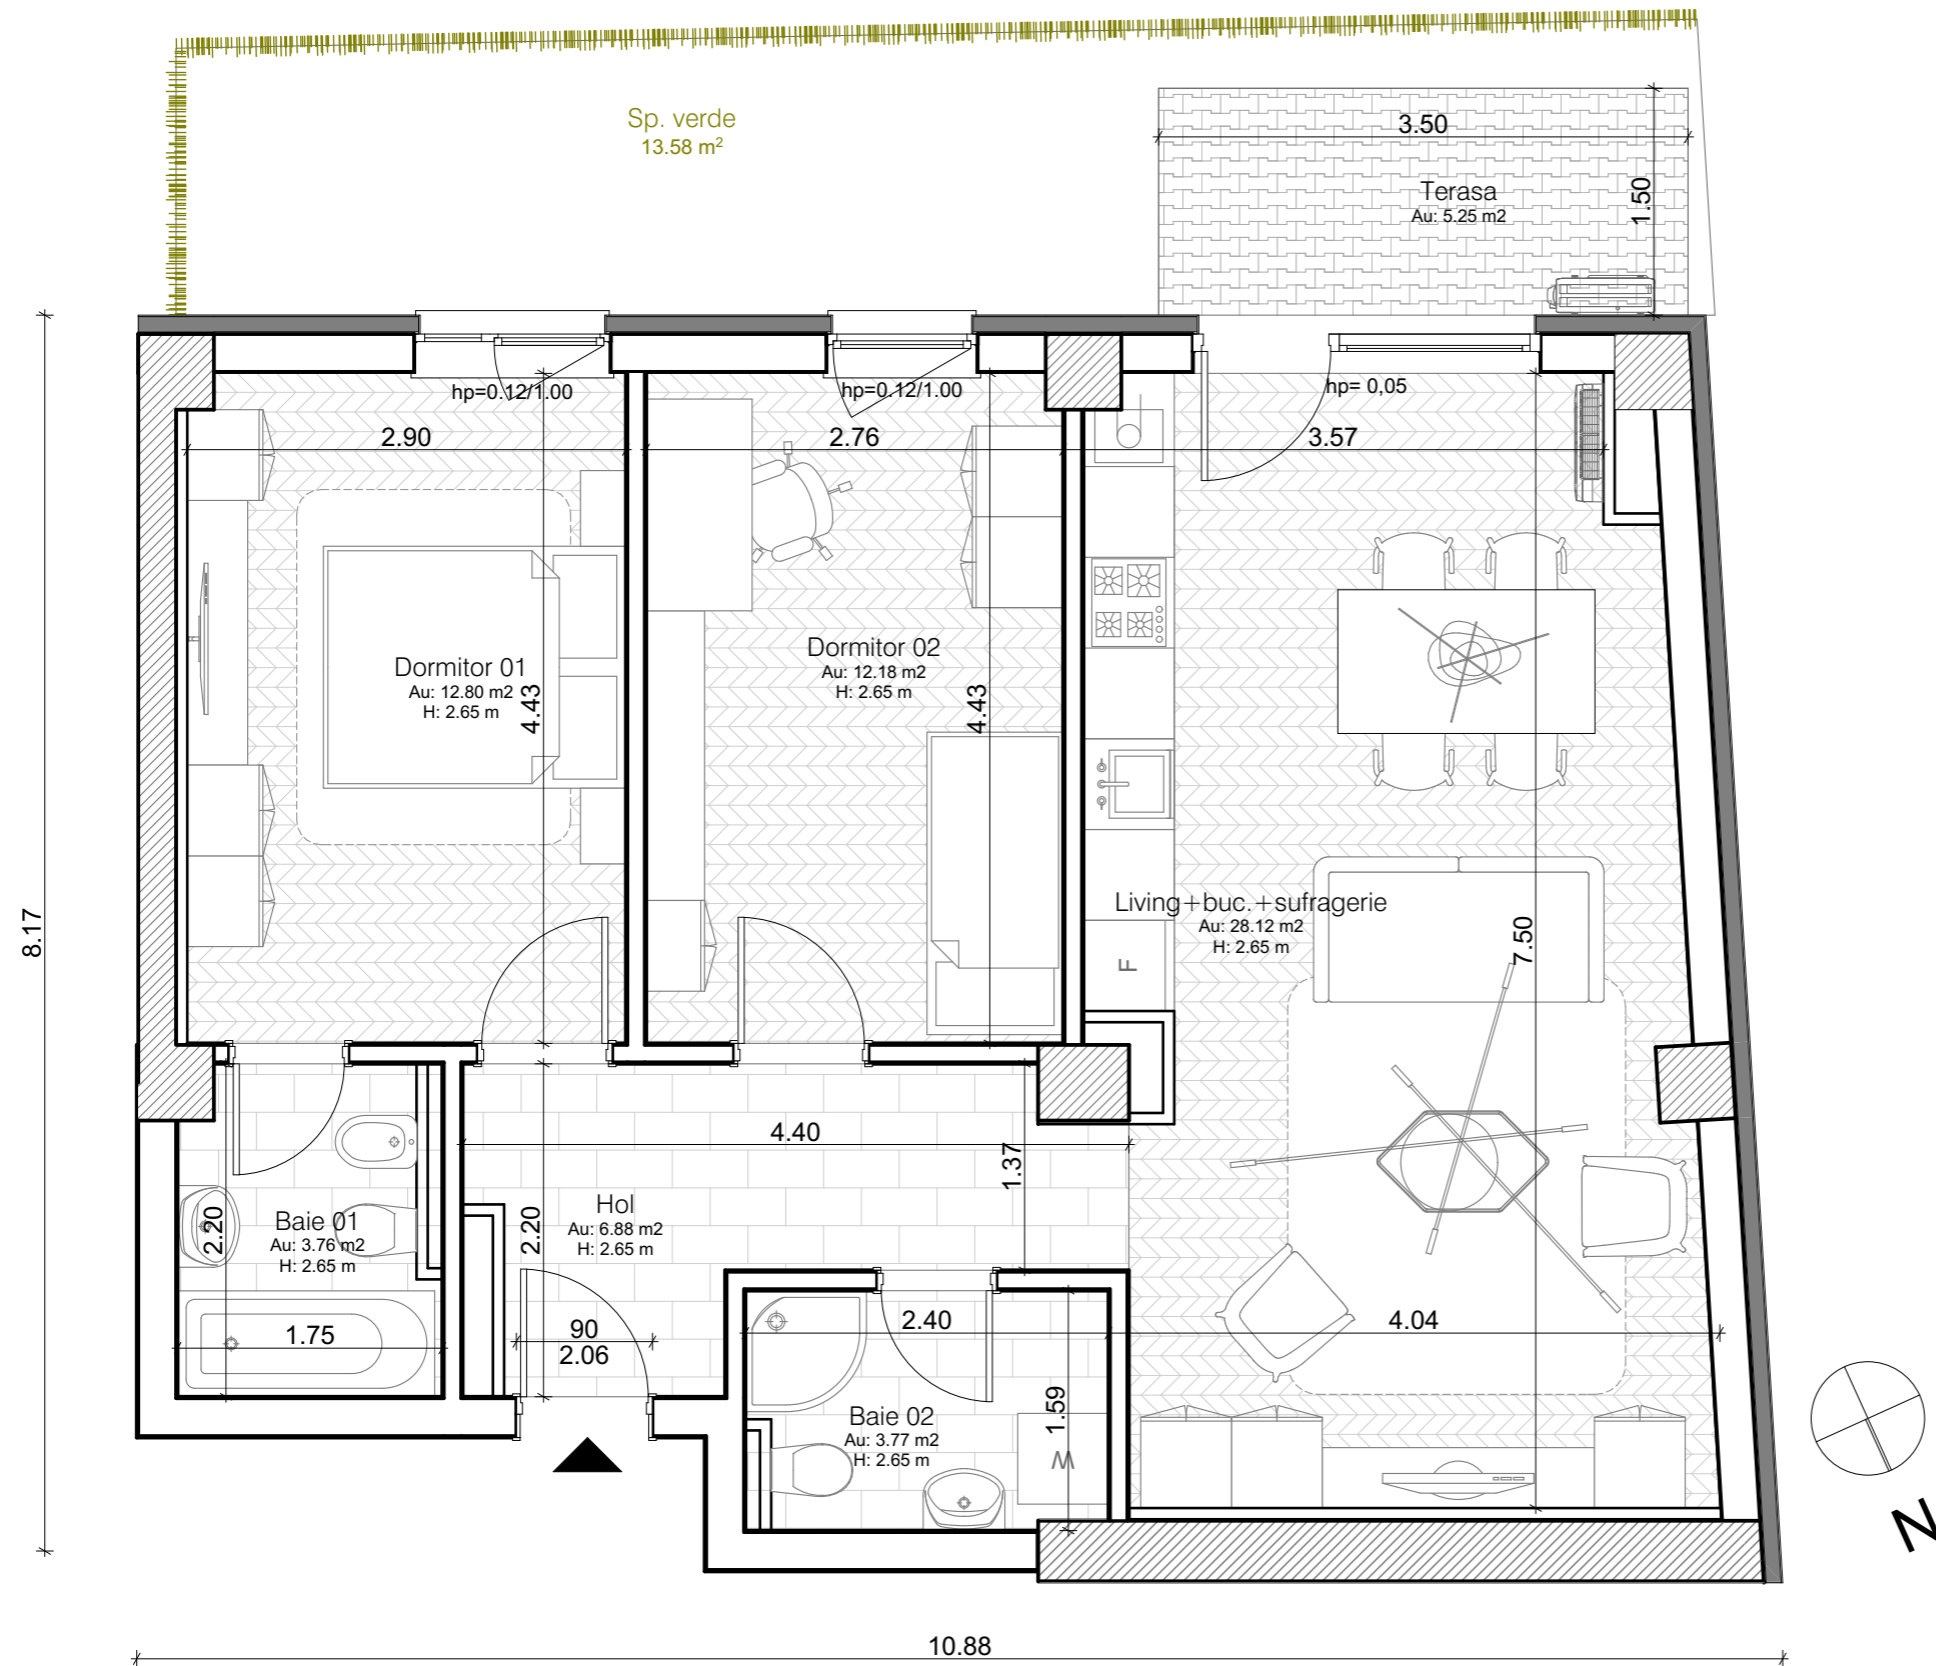 Sp. verde
13.58 m²
3.50
Terasa
Au: 5.25 m2
1.50
hp=0.12/1.00
hp=0.12/1.00
hp= 0,05
2.90
2.76
3.57
Dormitor 01
Au: 12.80 m2
H: 2.65 m
4.43
Dormitor 02
Au: 12.18 m2
H: 2.65 m
4.43
8.17
Living+buc.+sufragerie
Au: 28.12 m2
H: 2.65 m
7.50
F
4.40
1.37
Hol
Au: 6.88 m2
H: 2.65 m
2.20
Baie 01
Au: 3.76 m2
H: 2.65 m
2.20
1.75
90
2.06
2.40
4.04
Baie 02
Au: 3.77 m2
H: 2.65 m
1.59
W
N
10.88